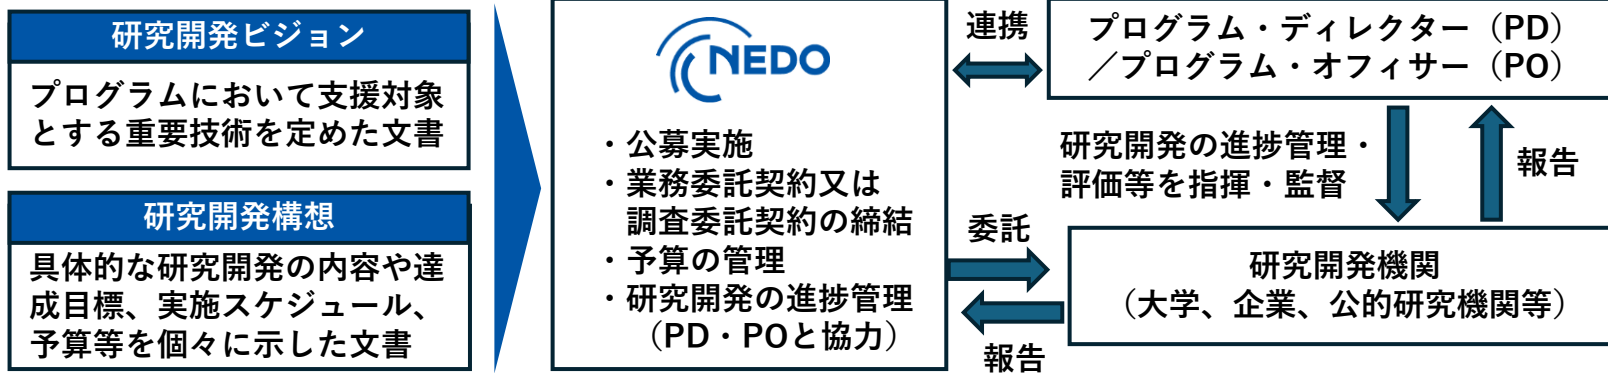 研究開発ビジョン
プログラムにおいて支援対象
とする重要技術を定めた文書
研究開発構想
具体的な研究開発の内容や達
成目標、実施スケジュール、
予算等を個々に示した文書
NEDO
・公募実施
・業務委託契約又は
調査委託契約の締結
・予算の管理
・研究開発の進捗管理
（PD・POと協力）
連携
プログラム・ディレクター（PD）
／プログラム・オフィサー（PO）
研究開発の進捗管理・
評価等を指揮・監督
報告
委託
報告
研究開発機関
（大学、企業、公的研究機関等）